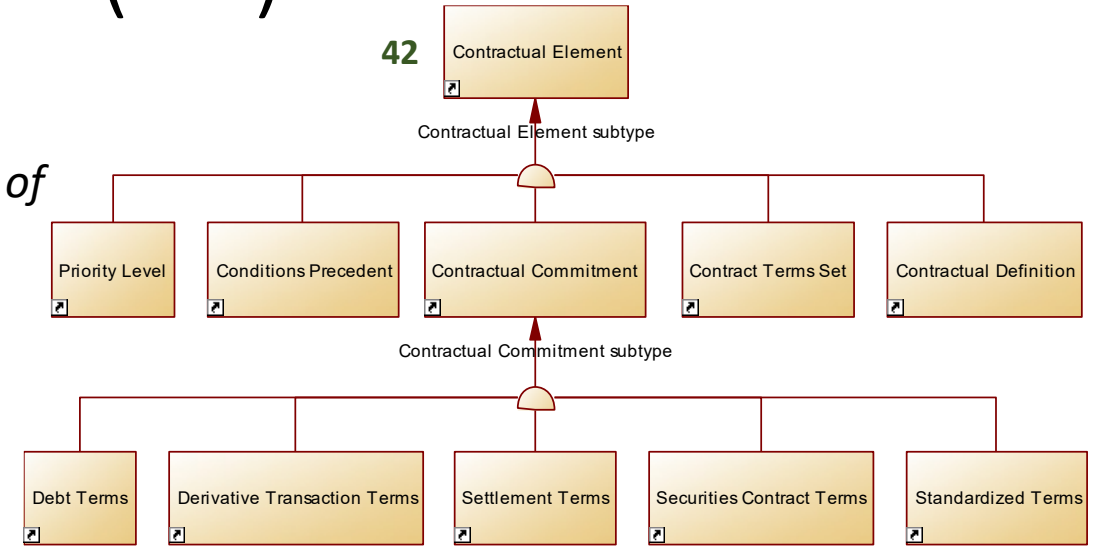 ( )
42
Contractual Element
Contractual Element subtype
of
Priority Level
Conditions Precedent
Contractual Commitment
Contract Terms Set
Contractual Definition
Contractual Commitment subtype
Debt Terms
Derivative Transaction Terms
Settlement Terms
Securities Contract Terms
Standardized Terms